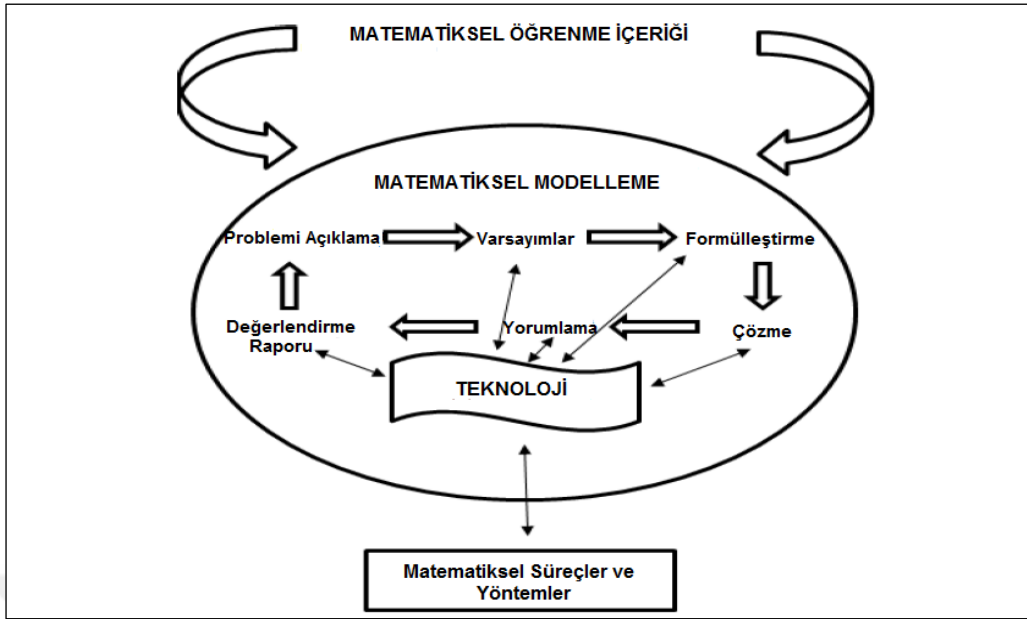 MATEMATİKSEL ÖĞRENME İÇERİĞİ
MATEMATİKSEL MODELLEME
Problemi Açıklama
Varsayımlar
Formülleştirme
Değerlendirme
Raporu
Yorumlama
Çözme
TEKNOLOJİ
Matematiksel Süreçler ve
Yöntemler